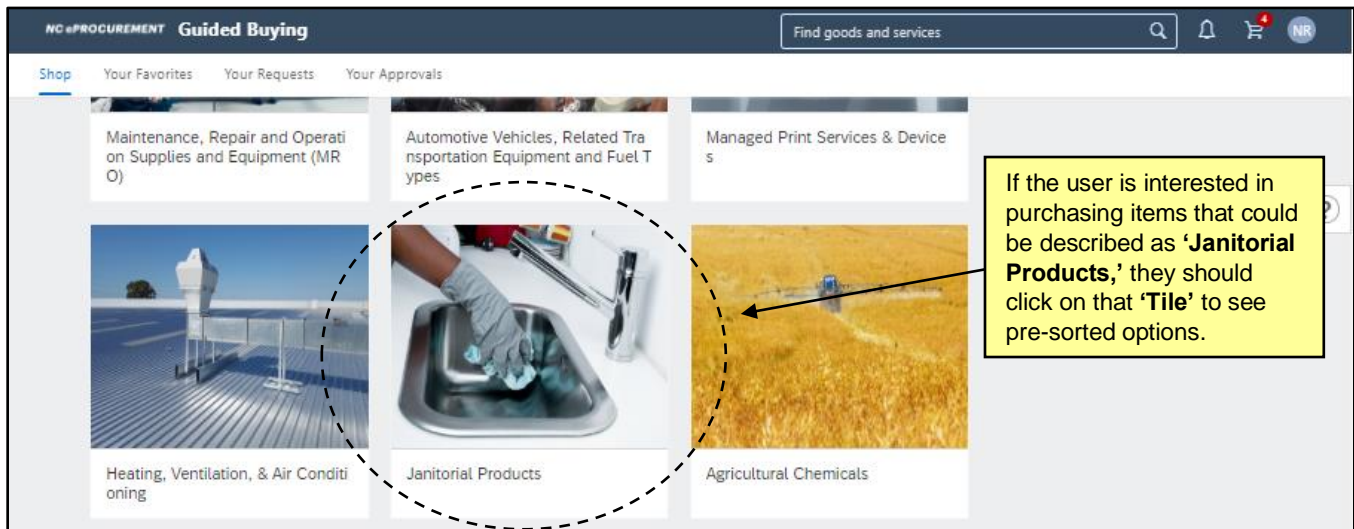 NC ePROCUREMENT Guided Buying
Find goods and services
4
NR
Shop Your Favorites Your Requests Your Approvals
Maintenance, Repair and Operati
on Supplies and Equipment (MR
O)
Automotive Vehicles, Related Tra
nsportation Equipment and Fuel T
ypes
Managed Print Services & Device
s
If the user is interested in
purchasing items that could
be described as ‘Janitorial
Products,’ they should
click on that ‘Tile’ to see
pre-sorted options.
?
Heating, Ventilation, & Air Conditi
oning
Janitorial Products
Agricultural Chemicals